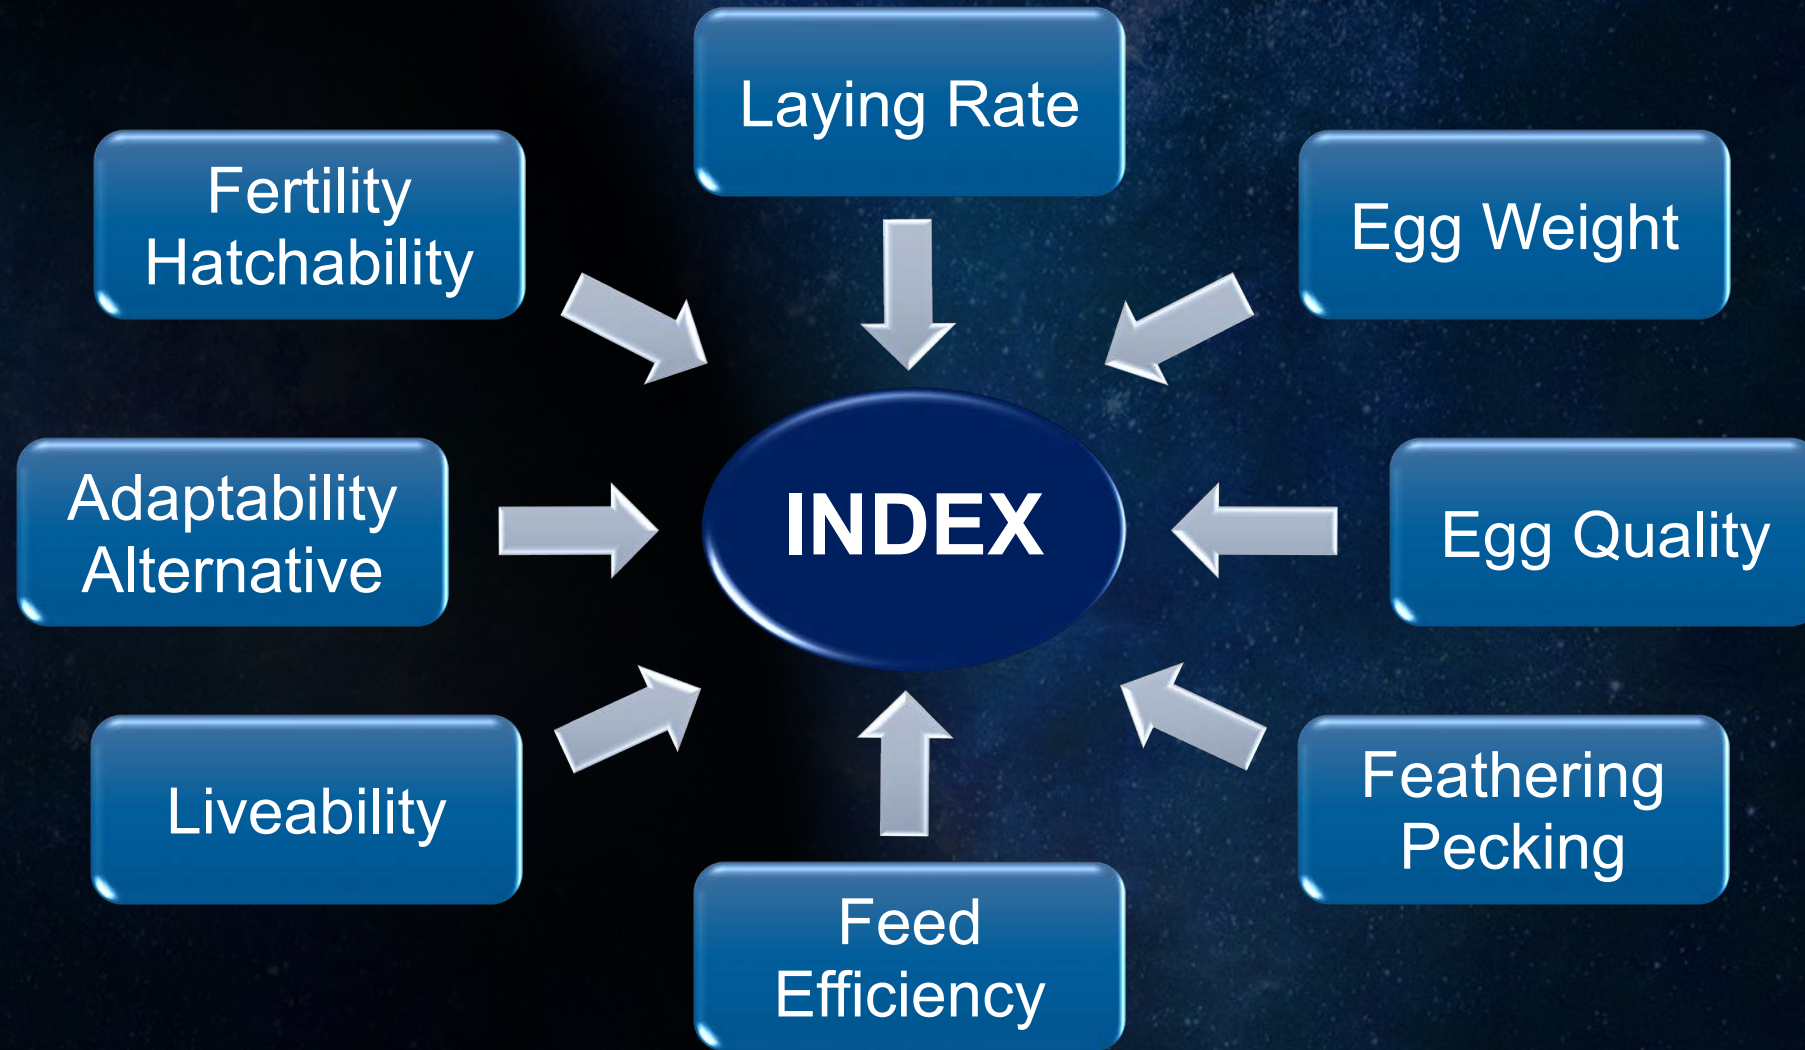 Laying Rate
Fertility
Hatchability
Egg Weight
Adaptability
Alternative
INDEX
Egg Quality
Liveability
Feathering
Pecking
Feed
Efficiency